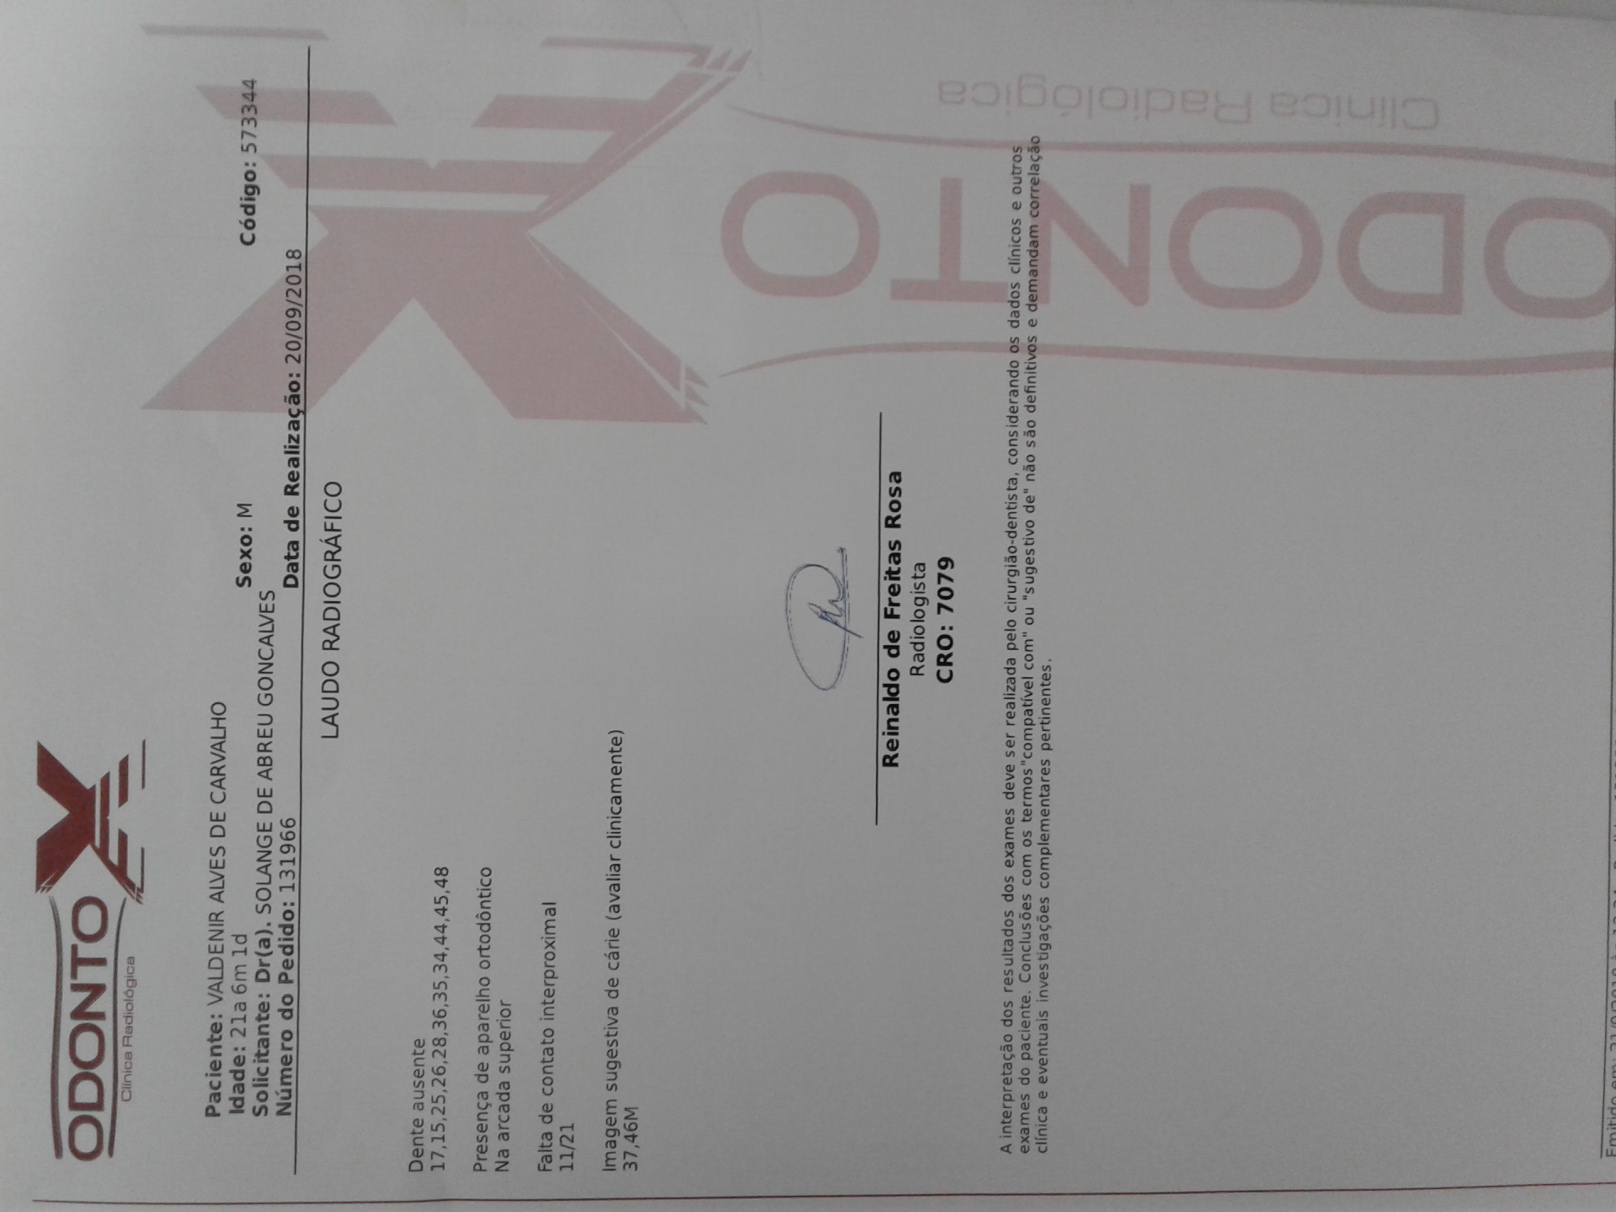 ODONTO X
Clínica Radiológica
Paciente: VALDENIR ALVES DE CARVALHO
Idade: 21a 6m 1d Sexo: M
Solicitante: Dr(a). SOLANGE DE ABREU GONCALVES Código: 573344
Número do Pedido: 131966 Data de Realização: 20/09/2018
LAUDO RADIOGRÁFICO
Dente ausente
17,15,25,26,28,36,35,34,44,45,48
Presença de aparelho ortodôntico
Na arcada superior
Falta de contato interproximal
11/21
Imagem sugestiva de cárie (avaliar clinicamente)
37,46M
Reinaldo de Freitas Rosa
Radiologista
CRO: 7079
A interpretação dos resultados dos exames deve ser realizada pelo cirurgião-dentista, considerando os dados clínicos e outros
exames do paciente. Conclusões com os termos"compatível com" ou "sugestivo de" não são definitivos e demandam correlação
clínica e eventuais investigações complementares pertinentes.
ODONTO
Clínica Radiológica
Emitido em